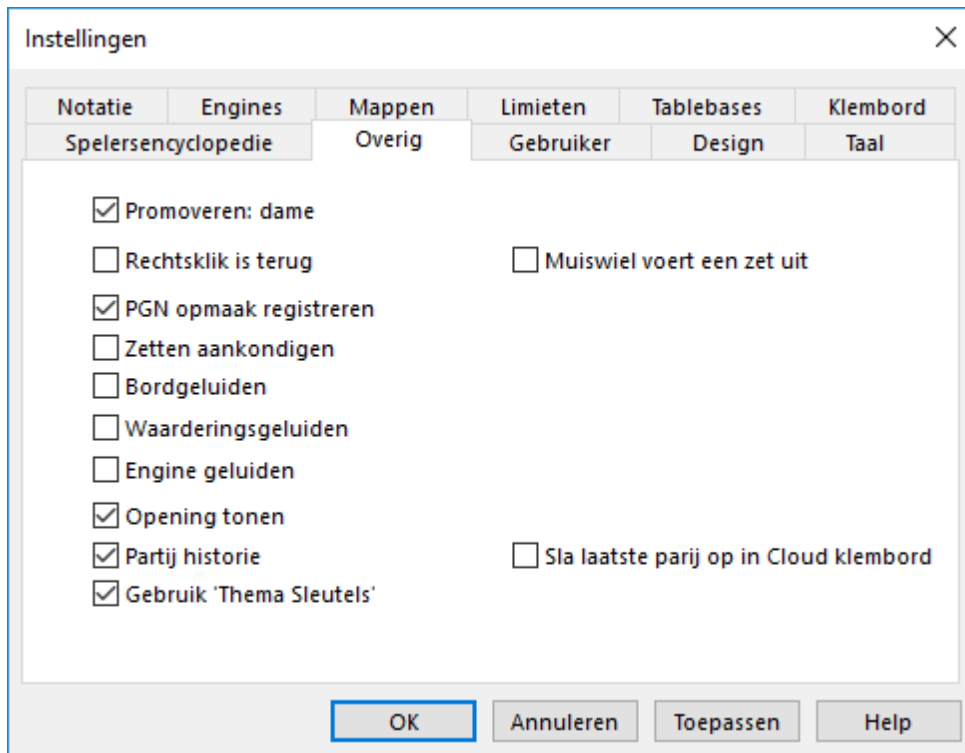 Instellingen
Notatie Engines Mappen Limieten Tablebases Klembord
Spelersencyclopedie Overig Gebruiker Design Taal
Promoveren: dame
Rechtsklik is terug Muiswiel voert een zet uit
PGN opmaak registreren
Zetten aankondigen
Bordgeluiden
Waarderingsgeluiden
Engine geluiden
Opening tonen
Partij historie Sla laatste parij op in Cloud klembord
Gebruik 'Thema Sleutels'
OK Annuleren Toepassen Help